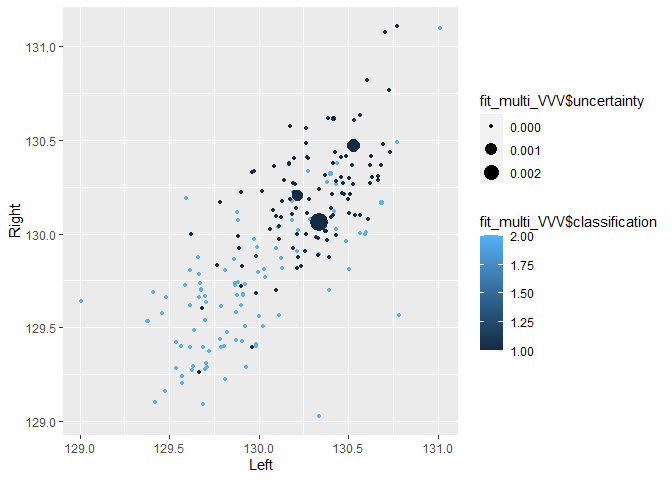 131.0
130.5
130.0
129.5
129.0
Right
129.0 129.5 130.0 130.5 131.0
Left
fit_multi_VVV$uncertainty
0.000
0.001
0.002
fit_multi_VVV$classification
2.00
1.75
1.50
1.25
1.00